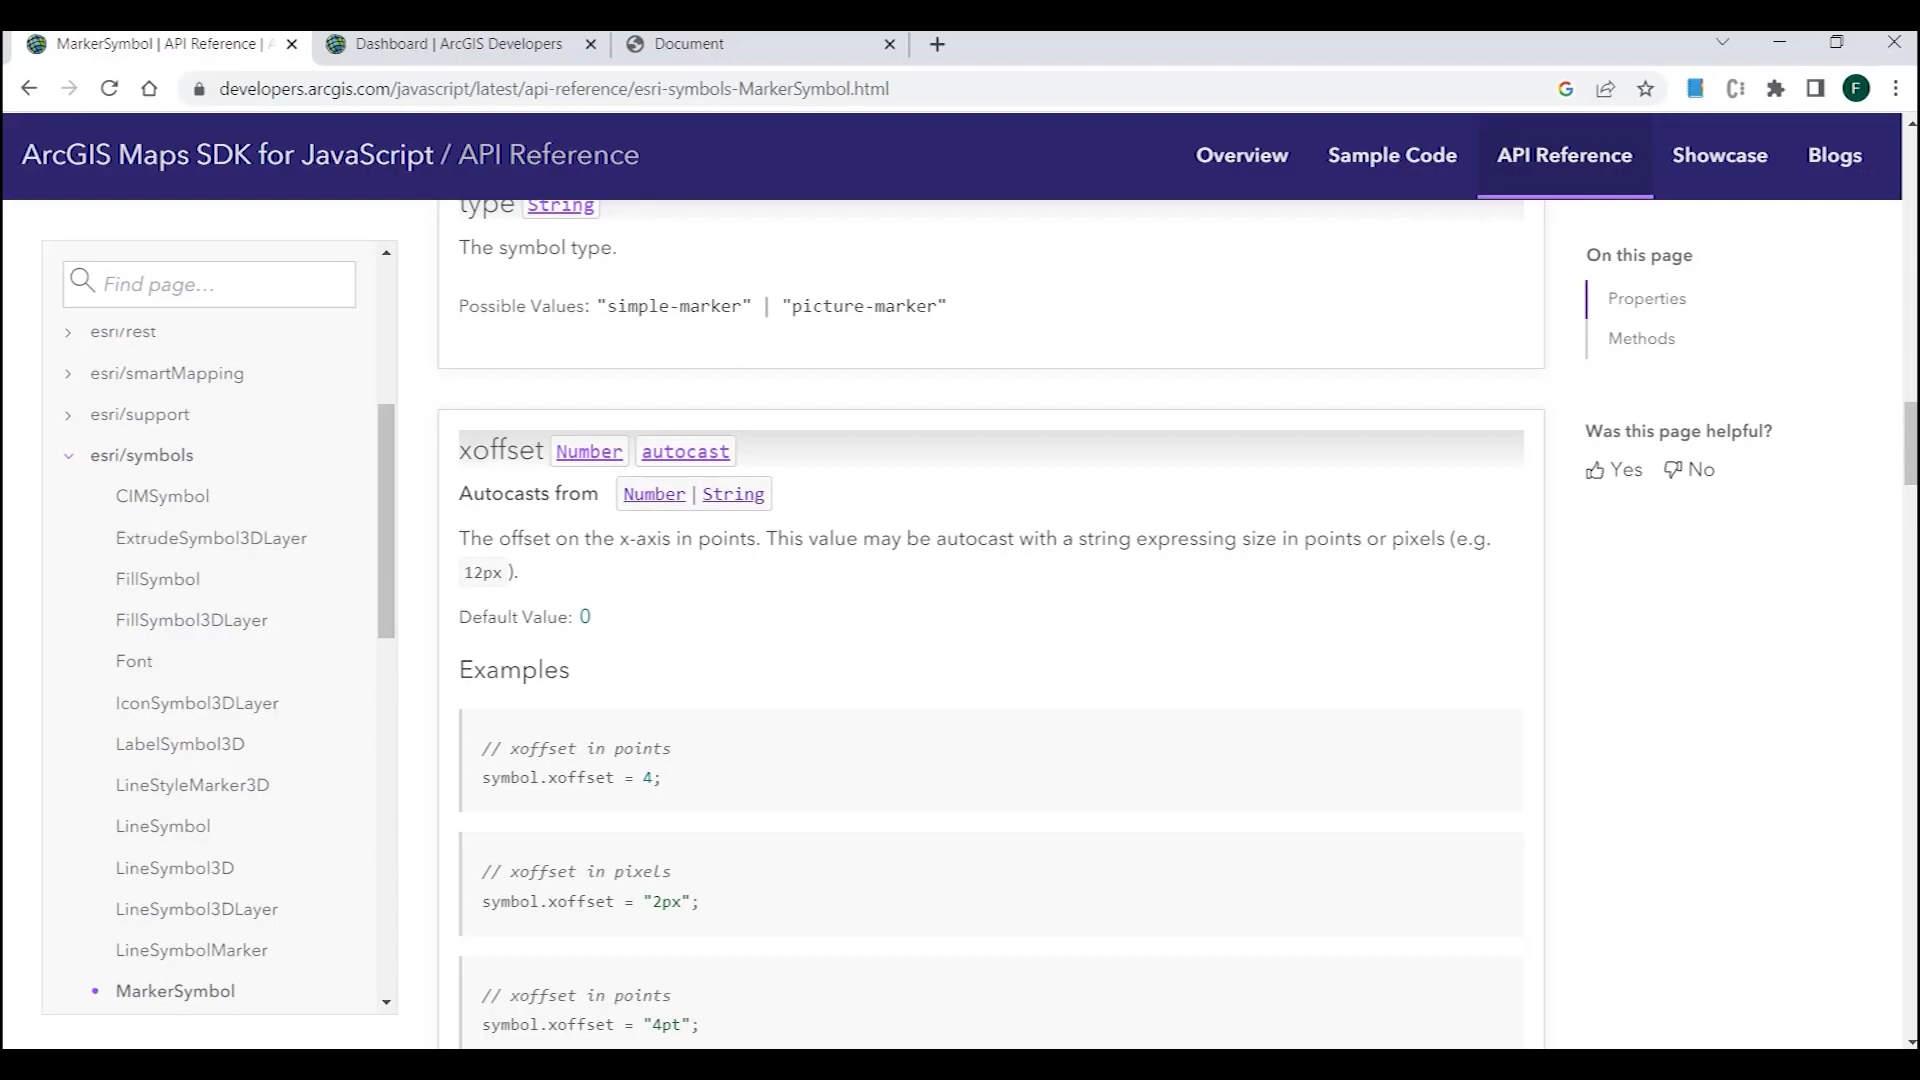 MarkerSymbol | API Reference | A
Dashboard | ArcGIS Developers
Document
developers.arcgis.com/javascript/latest/api-reference/esri-symbols-MarkerSymbol.html
F
ArcGIS Maps SDK for JavaScript / API Reference
Overview
Sample Code
API Reference
Showcase
Blogs
Find page...
esri/rest
esri/smartMapping
esri/support
esri/symbols
CIMSymbol
ExtrudeSymbol3DLayer
FillSymbol
FillSymbol3DLayer
Font
IconSymbol3DLayer
LabelSymbol3D
LineStyleMarker3D
LineSymbol
LineSymbol3D
LineSymbol3DLayer
LineSymbolMarker
MarkerSymbol
type String
The symbol type.
Possible Values: "simple-marker" | "picture-marker"
xoffset Number autocast
Autocasts from Number | String
The offset on the x-axis in points. This value may be autocast with a string expressing size in points or pixels (e.g.
12px ).
Default Value: 0
Examples
// xoffset in points
symbol.xoffset = 4;
// xoffset in pixels
symbol.xoffset = "2px";
// xoffset in points
symbol.xoffset = "4pt";
On this page
Properties
Methods
Was this page helpful?
Yes No